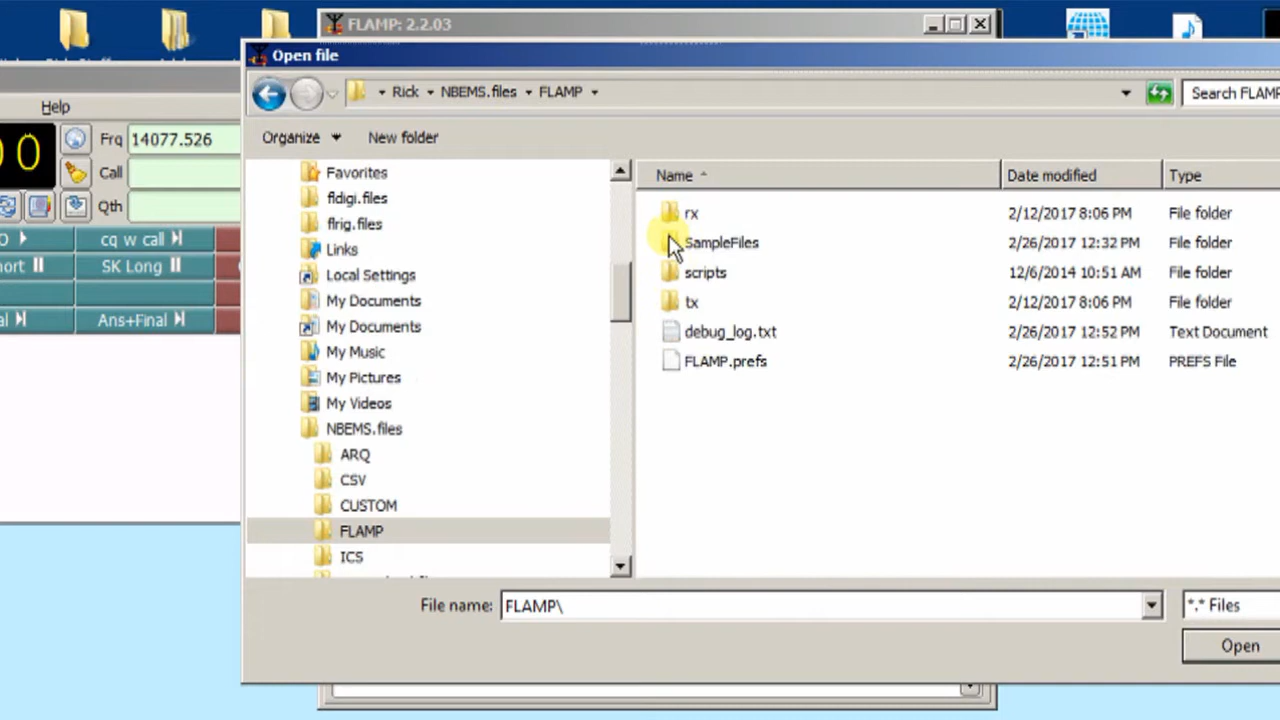 FLAMP: 2.2.03
Open file
Rick NBEMS.files FLAMP
Search FLAMP
Organize New folder
Help
Frq 14077.526
Call
Qth
cq w call
SK Long
Ans+Final
Favorites
fldigi.files
flrig.files
Links
Local Settings
My Documents
My Documents
My Music
My Pictures
My Videos
NBEMS.files
ARQ
CSV
CUSTOM
FLAMP
ICS
Name Date modified Type
rx 2/12/2017 8:06 PM File folder
SampleFiles 2/26/2017 12:32 PM File folder
scripts 12/6/2014 10:51 AM File folder
tx 2/12/2017 8:06 PM File folder
debug_log.txt 2/26/2017 12:52 PM Text Document
FLAMP.prefs 2/26/2017 12:51 PM PREFS File
File name: FLAMP\ *.* Files
Open